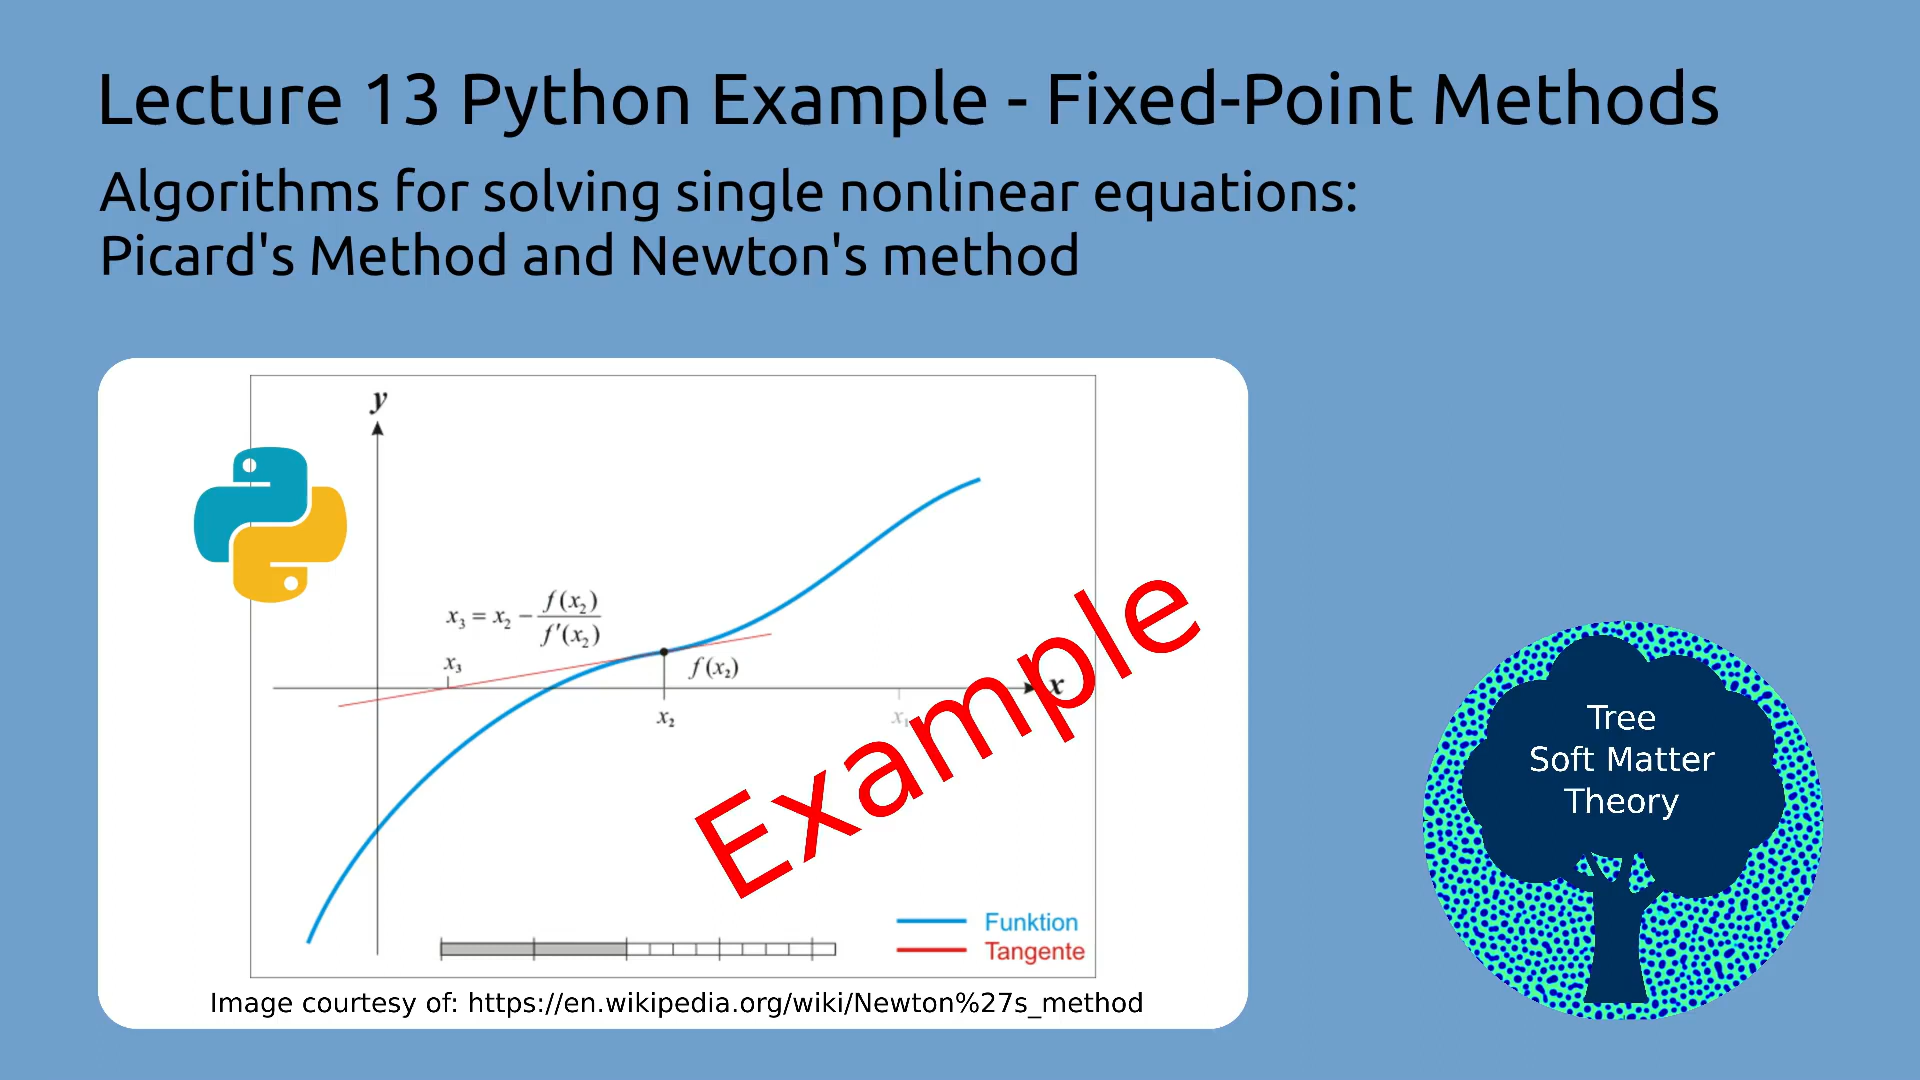 Lecture 13 Python Example - Fixed-Point Methods
Algorithms for solving single nonlinear equations:
Picard's Method and Newton's method
y
x₃ = x₂ - f(x₂) / f'(x₂)
x₃
f(x₂)
x
x₂
x₁
Example
Funktion
Tangente
Image courtesy of: https://en.wikipedia.org/wiki/Newton%27s_method
Tree
Soft Matter
Theory